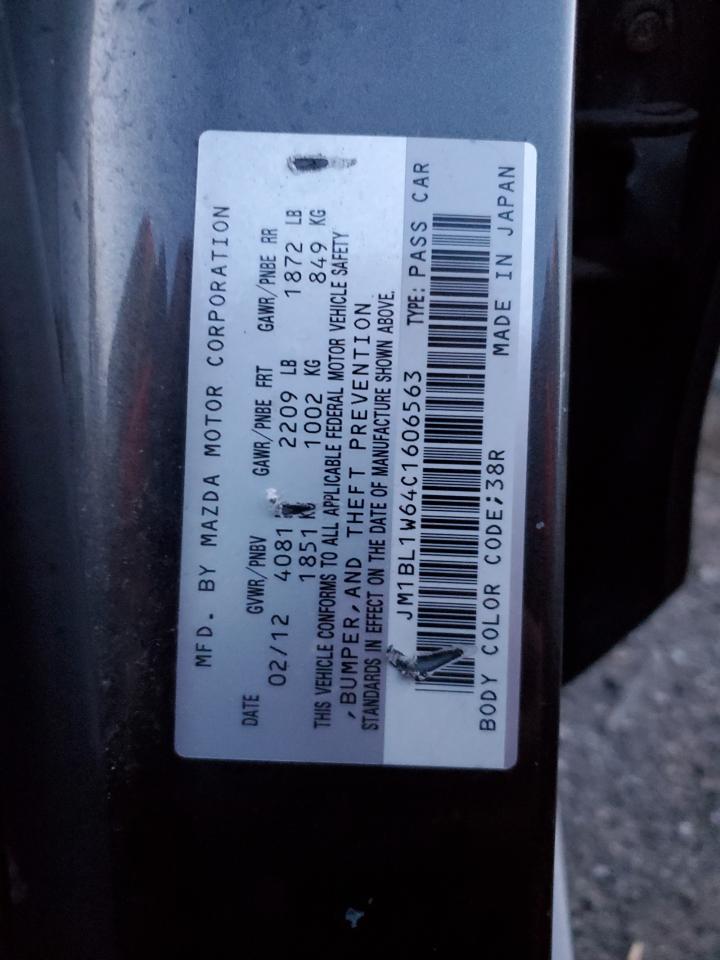 MFD. BY MAZDA MOTOR CORPORATION
DATE GVWR/PNBV GAWR/PNBE FRT GAWR/PNBE RR
02/12 4081 2209 LB 1872 LB
1851 KG 1002 KG 849 KG
THIS VEHICLE CONFORMS TO ALL APPLICABLE FEDERAL MOTOR VEHICLE SAFETY
,BUMPER,AND THEFT PREVENTION
STANDARDS IN EFFECT ON THE DATE OF MANUFACTURE SHOWN ABOVE.
JM1BL1W64C1606563 TYPE: PASS CAR
BODY COLOR CODE;38R MADE IN JAPAN